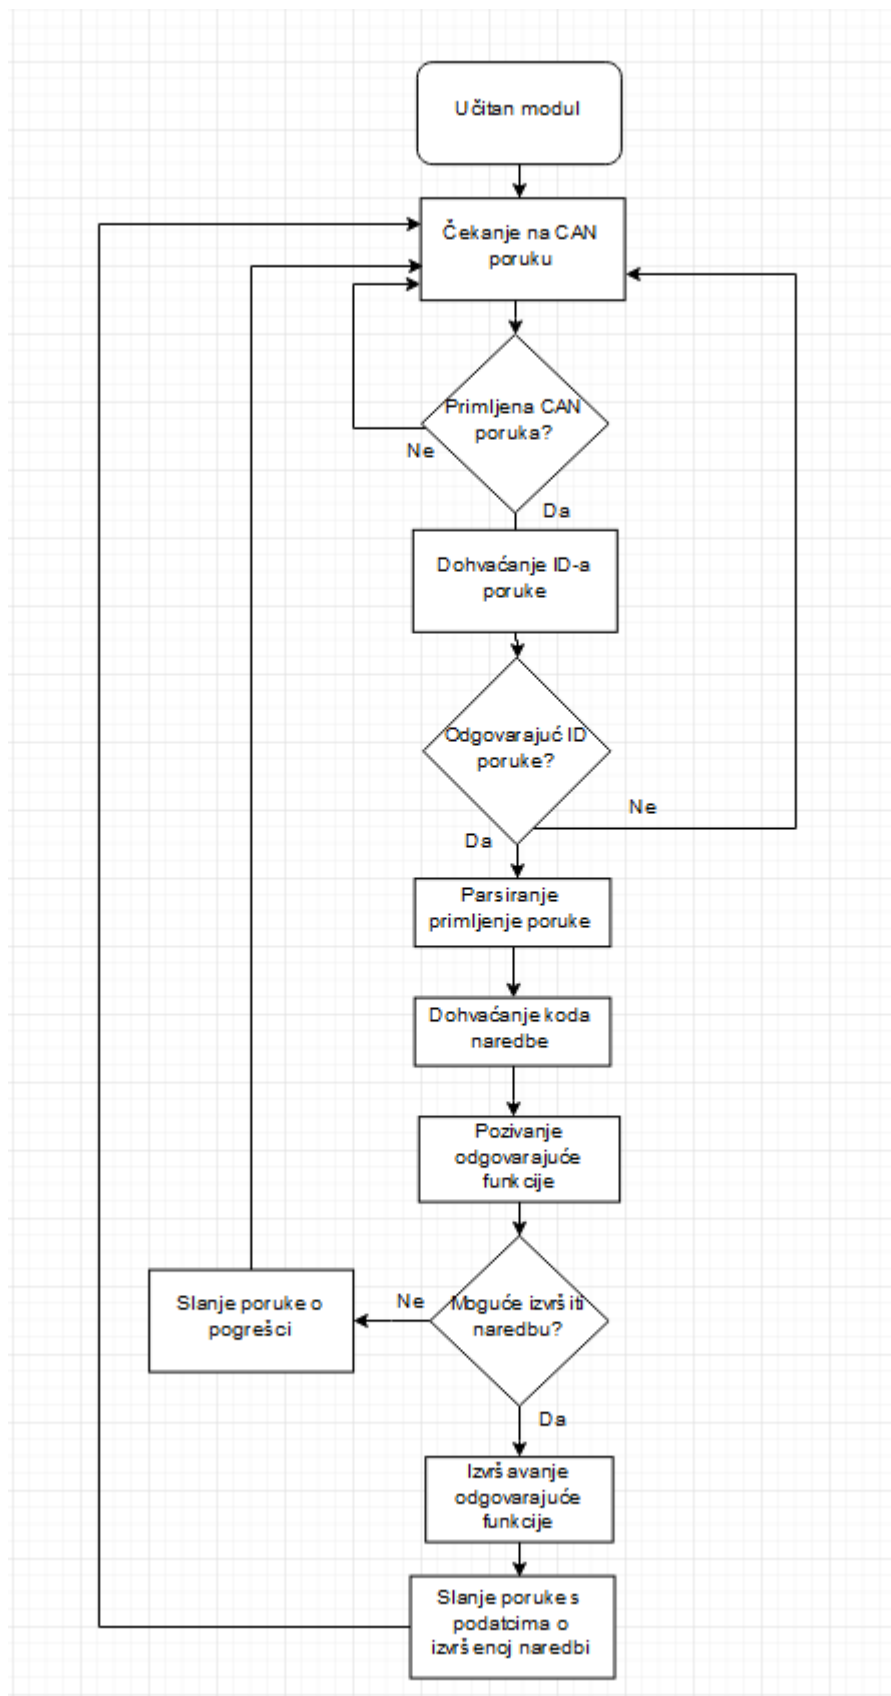 Učitan modul
Čekanje na CAN
poruku
Primljena CAN
poruka?
Ne
Da
Dohvaćanje ID-a
poruke
Odgovarajuć ID
poruke?
Ne
Da
Parsiranje
primljenje poruke
Dohvaćanje koda
naredbe
Pozivanje
odgovarajuće
funkcije
Moguće izvršiti
naredbu?
Ne
Slanje poruke o
pogrešci
Da
Izvršavanje
odgovarajuće
funkcije
Slanje poruke s
podatcima o
izvršenoj naredbi